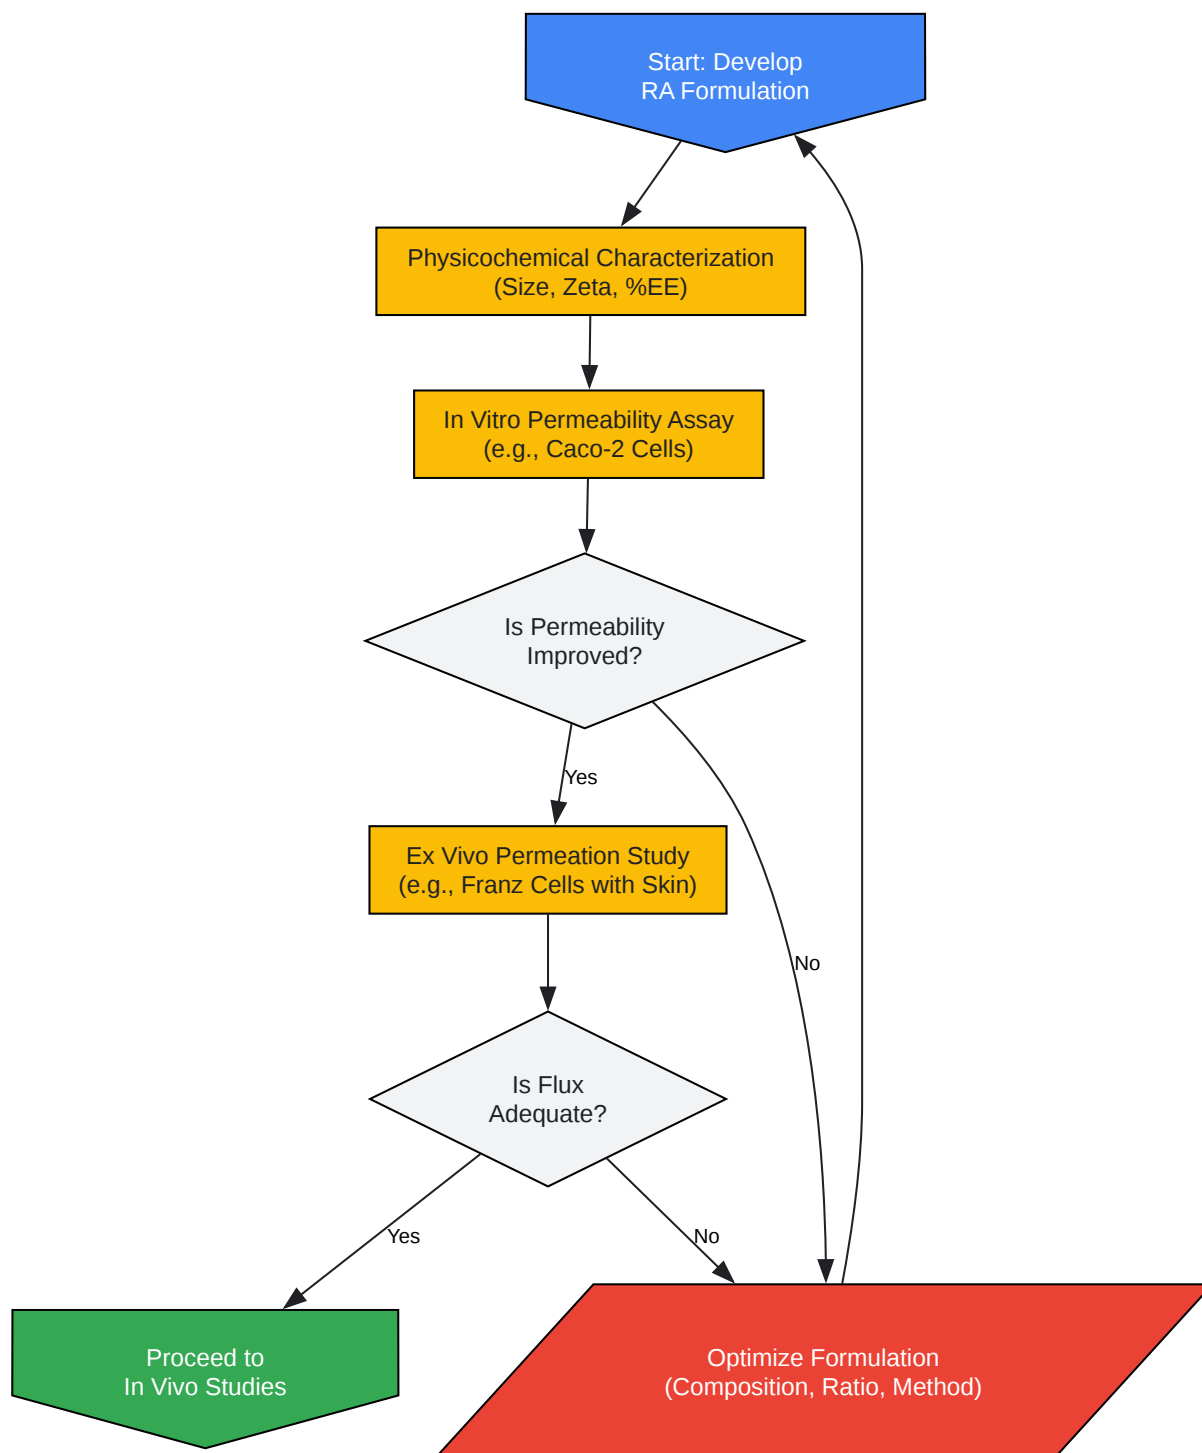 Start: Develop
RA Formulation
Physicochemical Characterization
(Size, Zeta, %EE)
In Vitro Permeability Assay
(e.g., Caco-2 Cells)
Is Permeability
Improved?
Yes
Ex Vivo Permeation Study
(e.g., Franz Cells with Skin)
No
Is Flux
Adequate?
Yes
No
Proceed to
In Vivo Studies
Optimize Formulation
(Composition, Ratio, Method)